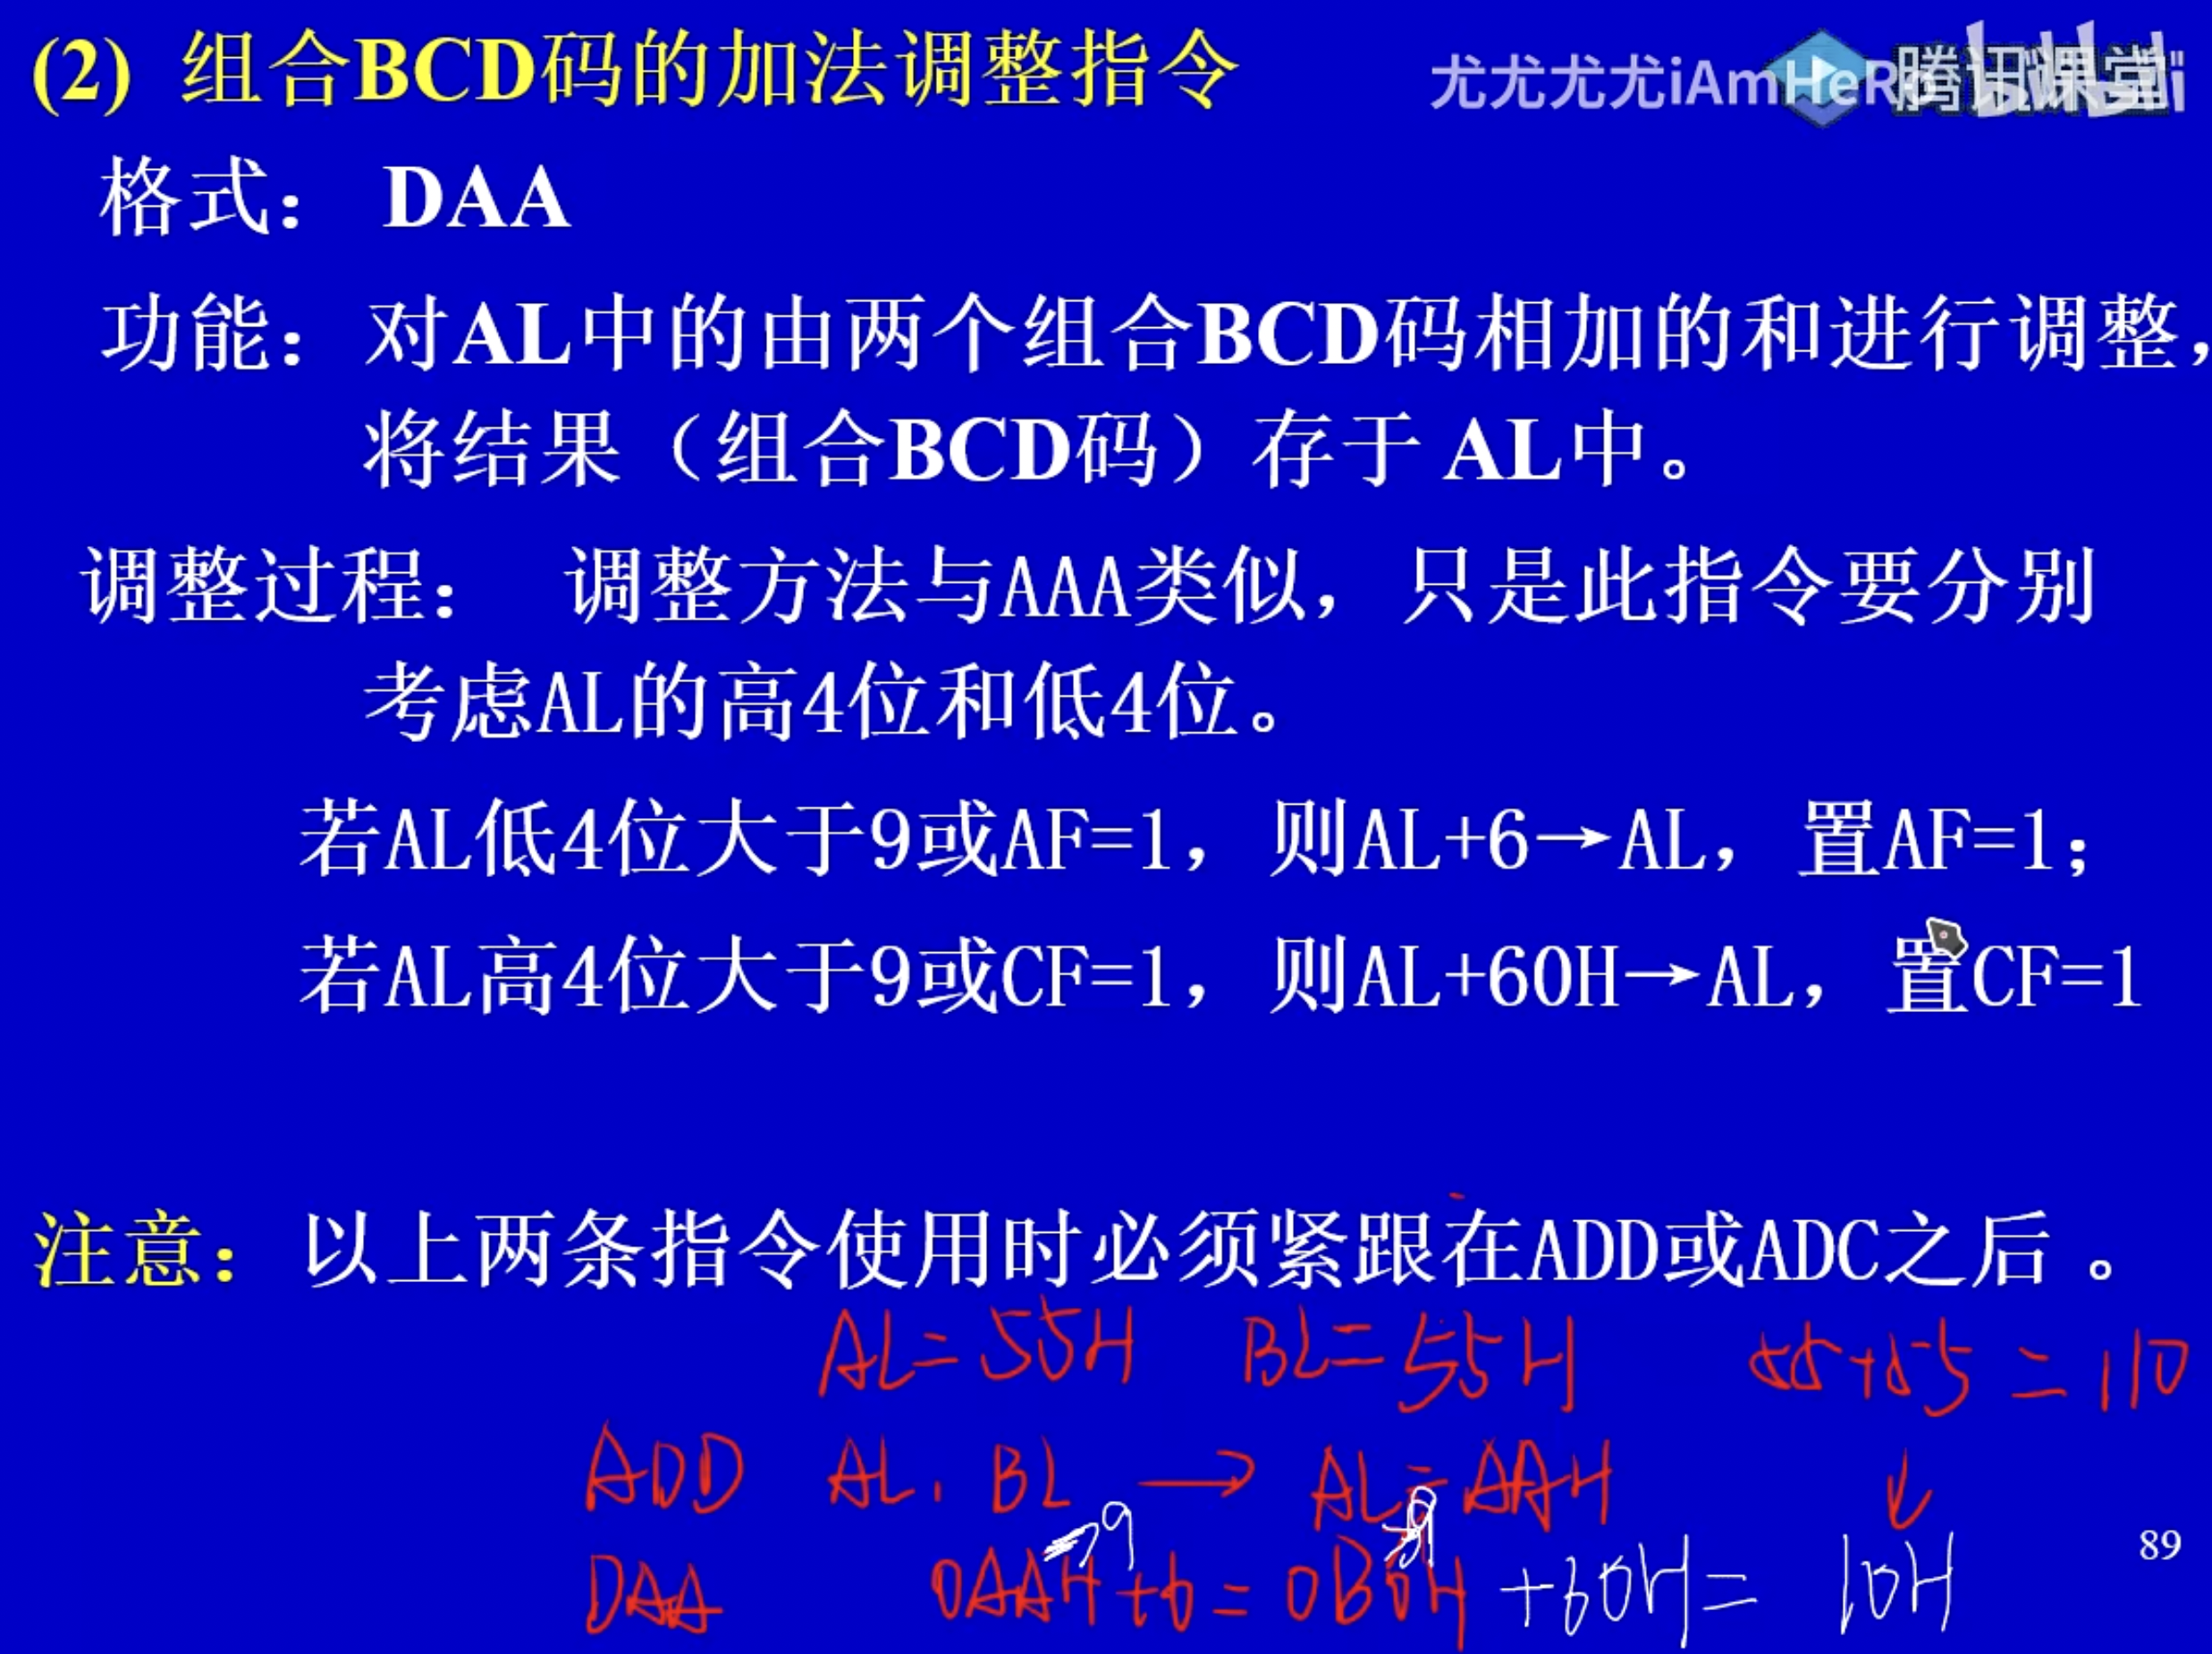 (2) 组合BCD码的加法调整指令
尤尤尤尤iAmHeRo
腾讯课堂
格式： DAA
功能：对AL中的由两个组合BCD码相加的和进行调整，
将结果（组合BCD码）存于 AL中。
调整过程： 调整方法与AAA类似，只是此指令要分别
考虑AL的高4位和低4位。
若AL低4位大于9或AF=1，则AL+6→AL，置AF=1；
若AL高4位大于9或CF=1，则AL+60H→AL，置CF=1
注意：以上两条指令使用时必须紧跟在ADD或ADC之后 。
AL=55H BL=55H 55+55=110
ADD AL, BL → AL=AAH ↓
>9 >9
DAA 0AAH+6=0B0H+60H= 10H
89